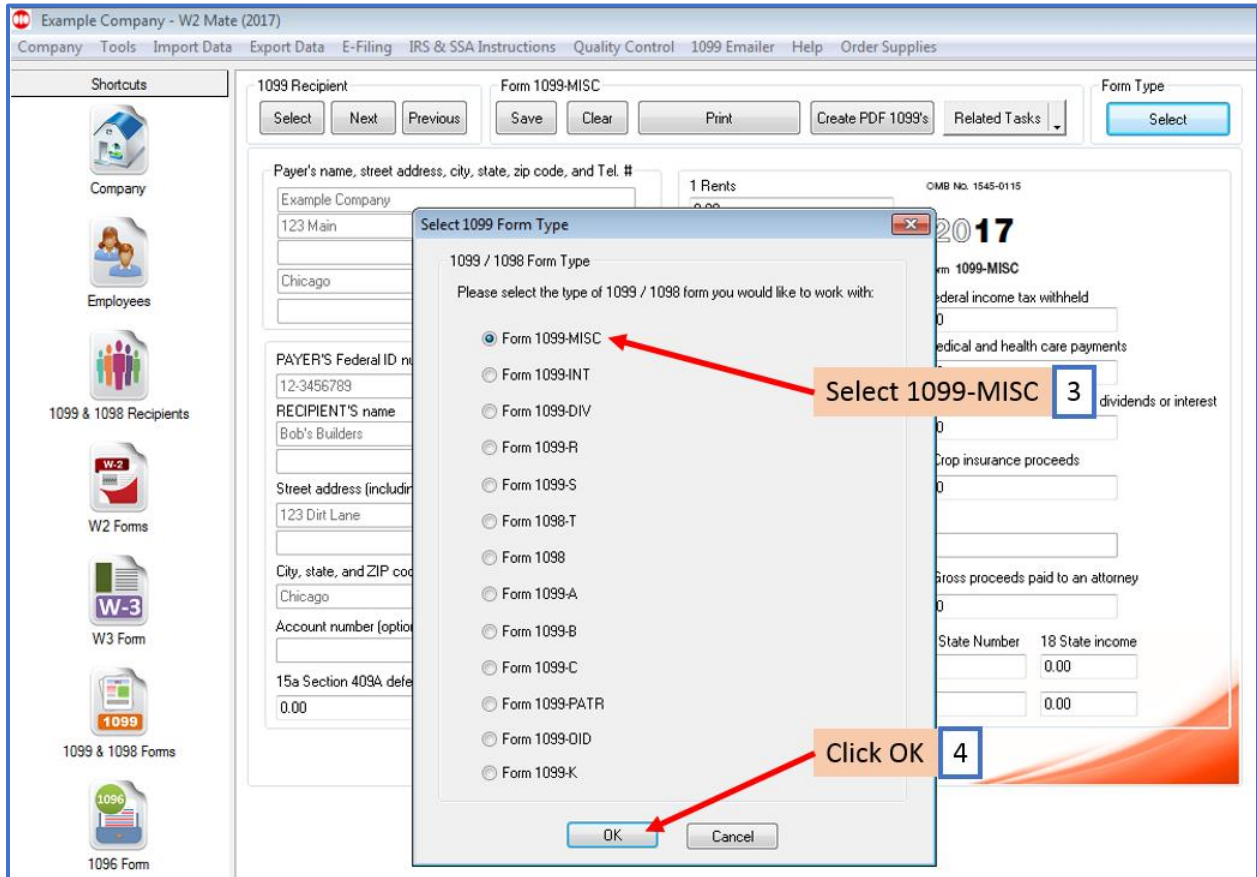 Example Company - W2 Mate (2017)
Company Tools Import Data Export Data E-Filing IRS & SSA Instructions Quality Control 1099 Emailer Help Order Supplies
Shortcuts
Company
Employees
1099 & 1098 Recipients
W-2
W2 Forms
W-3
W3 Form
1099
1099 & 1098 Forms
1096
1096 Form
1099 Recipient
Select Next Previous
Form 1099-MISC
Save Clear Print Create PDF 1099's Related Tasks
Form Type
Select
Payer's name, street address, city, state, zip code, and Tel. #
Example Company
123 Main
Chicago
PAYER'S Federal ID
12-3456789
RECIPIENT'S name
Bob's Builders
Street address
123 Dirt Lane
City, state, and ZIP
Chicago
Account number
15a Section 409A
0.00
1 Rents
0.00
OMB No. 1545-0115
2017
1099-MISC
income tax withheld
and health care payments
dividends or interest
insurance proceeds
proceeds paid to an attorney
State Number 18 State income
0.00
0.00
Select 1099 Form Type
1099 / 1098 Form Type
Please select the type of 1099 / 1098 form you would like to work with:
Form 1099-MISC
Form 1099-INT
Form 1099-DIV
Form 1099-R
Form 1099-S
Form 1098-T
Form 1098
Form 1099-A
Form 1099-B
Form 1099-C
Form 1099-PATR
Form 1099-OID
Form 1099-K
OK Cancel
Select 1099-MISC 3
Click OK 4